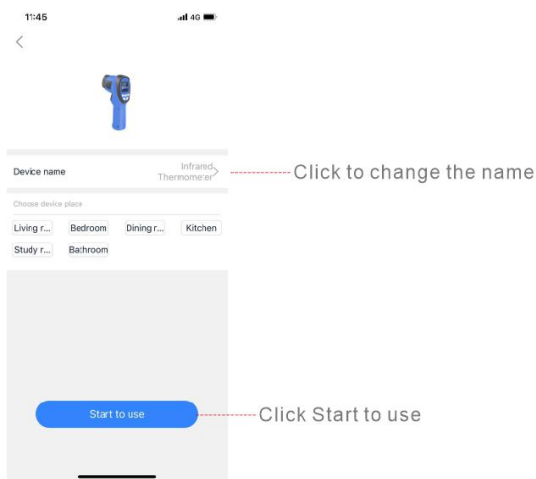 11:45
4G
Device name
Infrared
Thermometer
Click to change the name
Choose device place
Living r...
Bedroom
Dining r...
Kitchen
Study r...
Bathroom
Start to use
Click Start to use